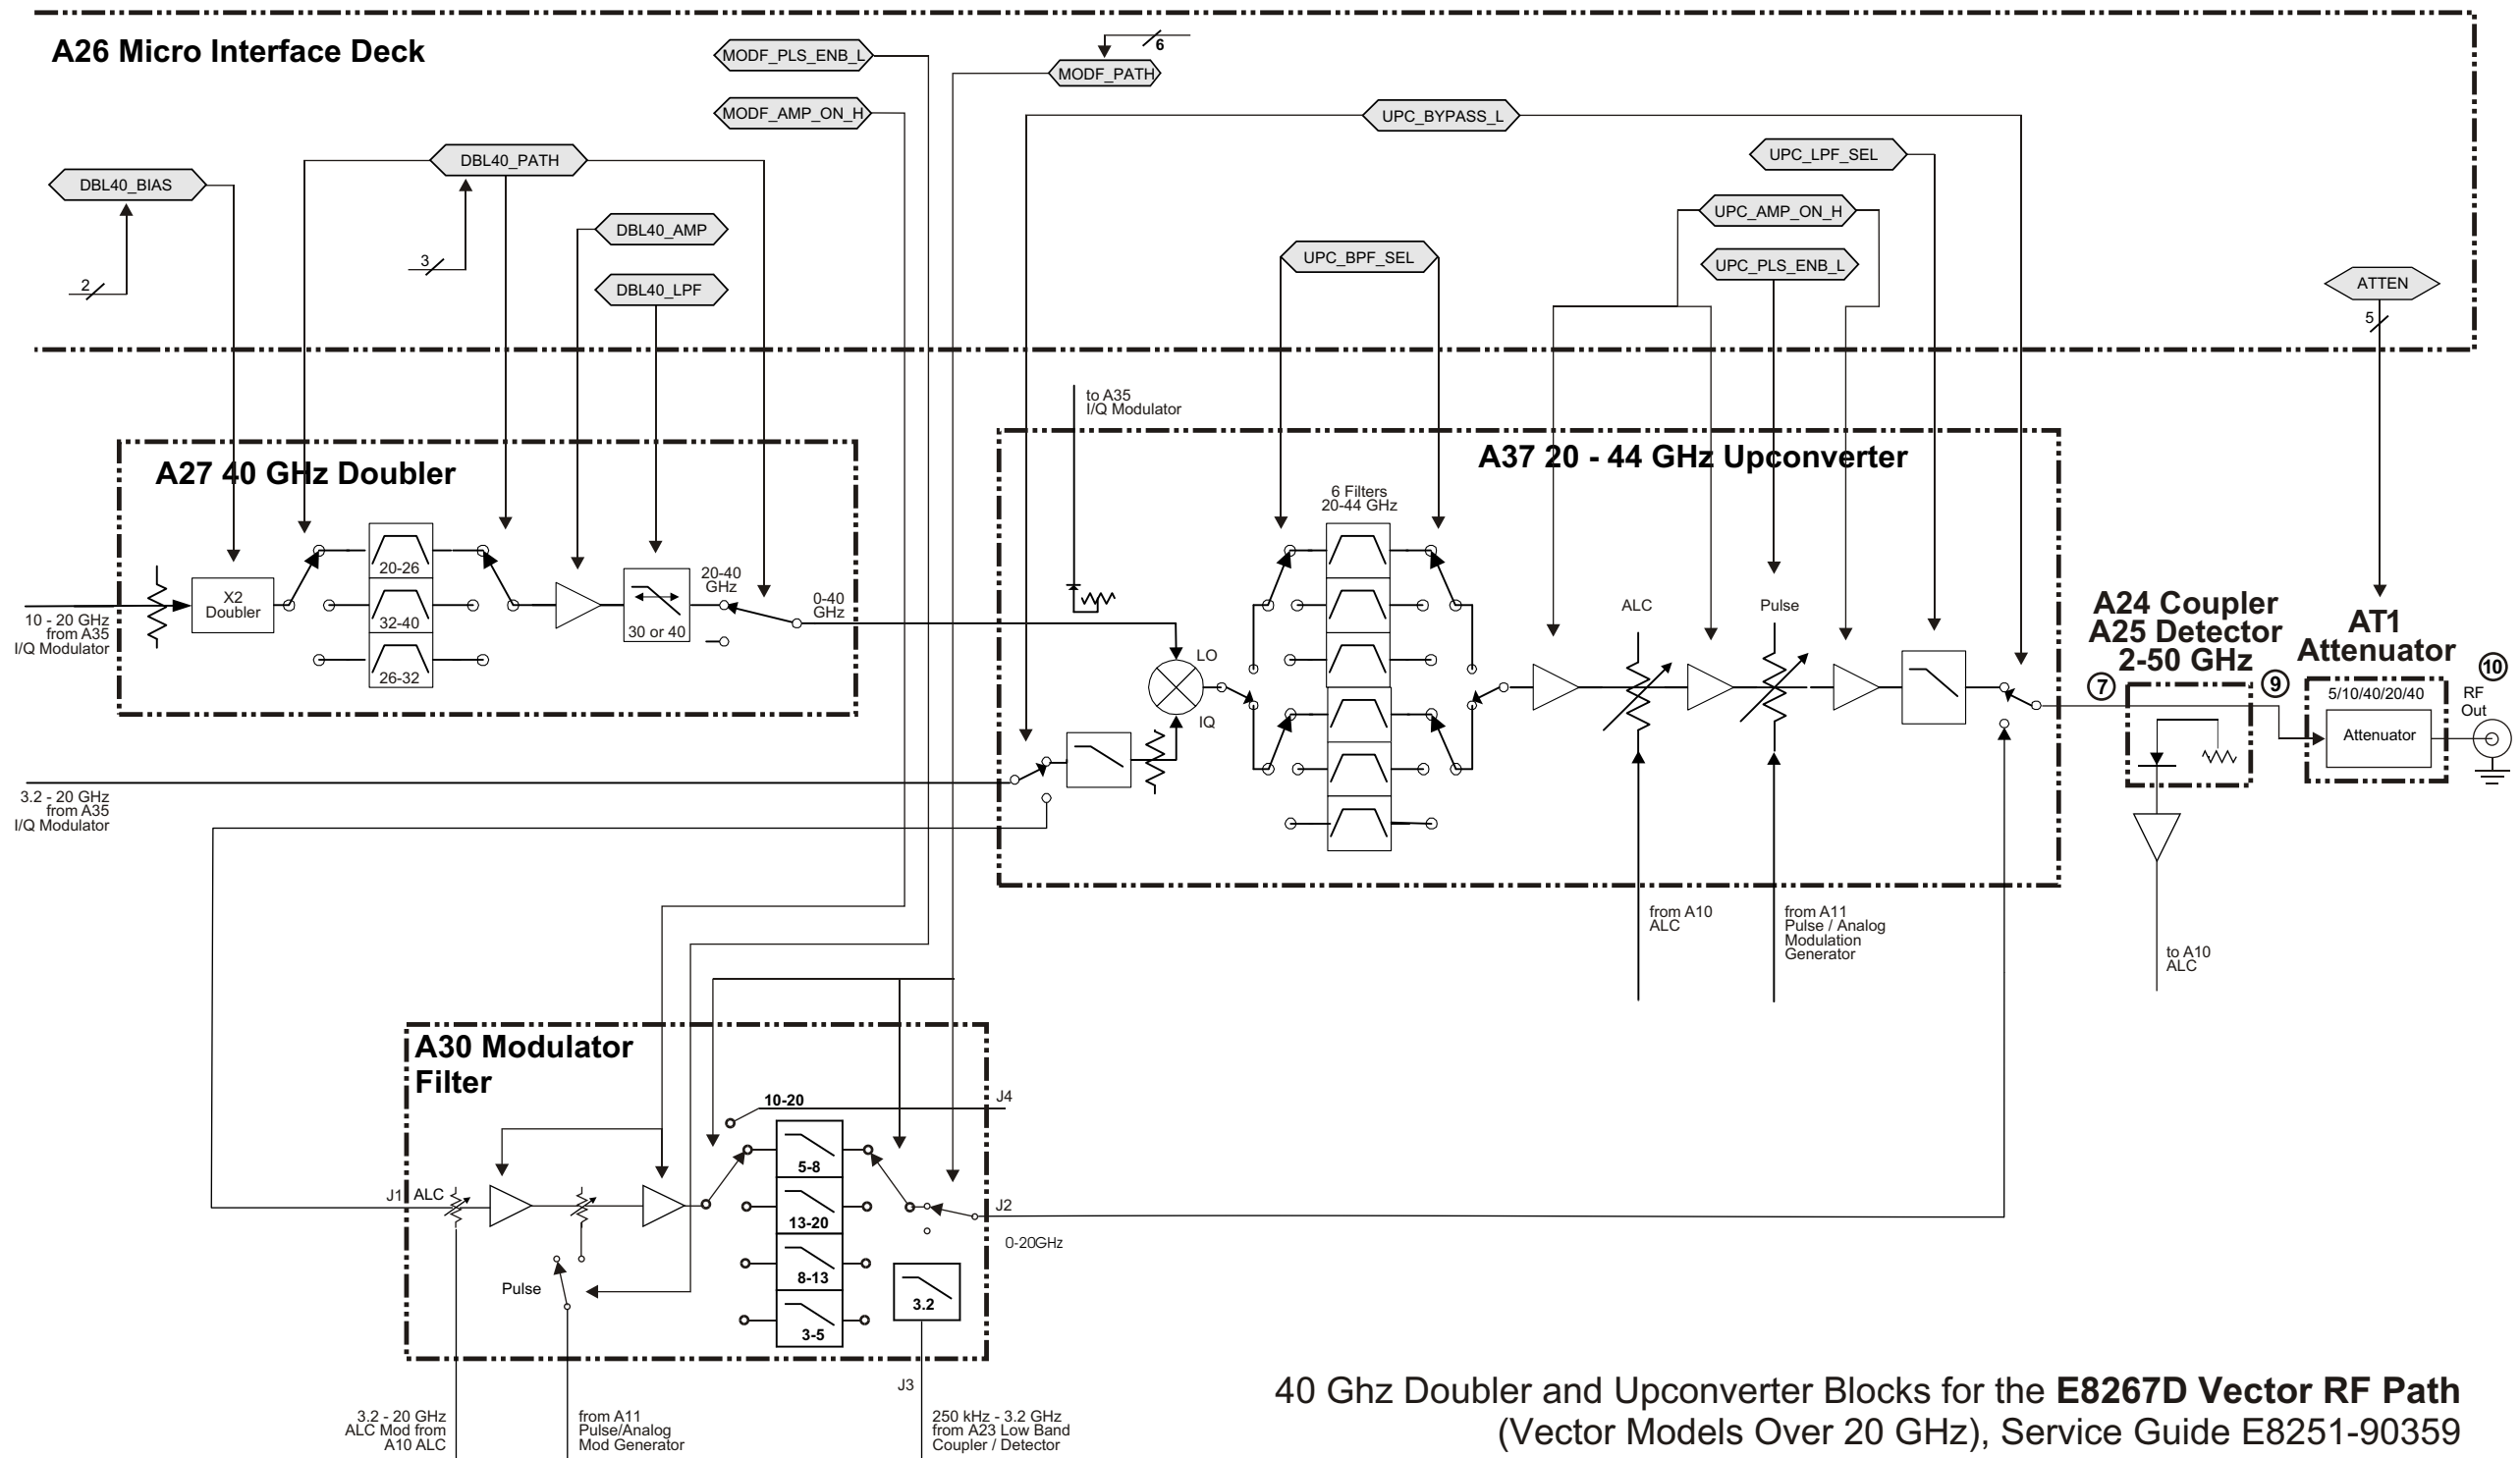 A26 Micro Interface Deck
MODF_PLS_ENB_L
MODF_AMP_ON_H
6
MODF_PATH
UPC_BYPASS_L
UPC_LPF_SEL
DBL40_BIAS
2
DBL40_PATH
3
DBL40_AMP
DBL40_LPF
UPC_AMP_ON_H
UPC_PLS_ENB_L
UPC_BPF_SEL
ATTEN
5
to A35
I/Q Modulator
A27 40 GHz Doubler
10 - 20 GHz
from A35
I/Q Modulator
X2
Doubler
20-26
32-40
26-32
30 or 40
20-40
GHz
0-40
GHz
A37 20 - 44 GHz Upconverter
6 Filters
20-44 GHz
LO
IQ
ALC
Pulse
3.2 - 20 GHz
from A35
I/Q Modulator
from A10
ALC
from A11
Pulse / Analog
Modulation
Generator
A24 Coupler
A25 Detector
2-50 GHz
7
9
to A10
ALC
AT1
Attenuator
5/10/40/20/40
Attenuator
10
RF
Out
A30 Modulator
Filter
J1
ALC
Pulse
10-20
5-8
13-20
8-13
3-5
3.2
J4
J2
0-20GHz
J3
3.2 - 20 GHz
ALC Mod from
A10 ALC
from A11
Pulse/Analog
Mod Generator
250 kHz - 3.2 GHz
from A23 Low Band
Coupler / Detector
40 Ghz Doubler and Upconverter Blocks for the E8267D Vector RF Path
(Vector Models Over 20 GHz), Service Guide E8251-90359